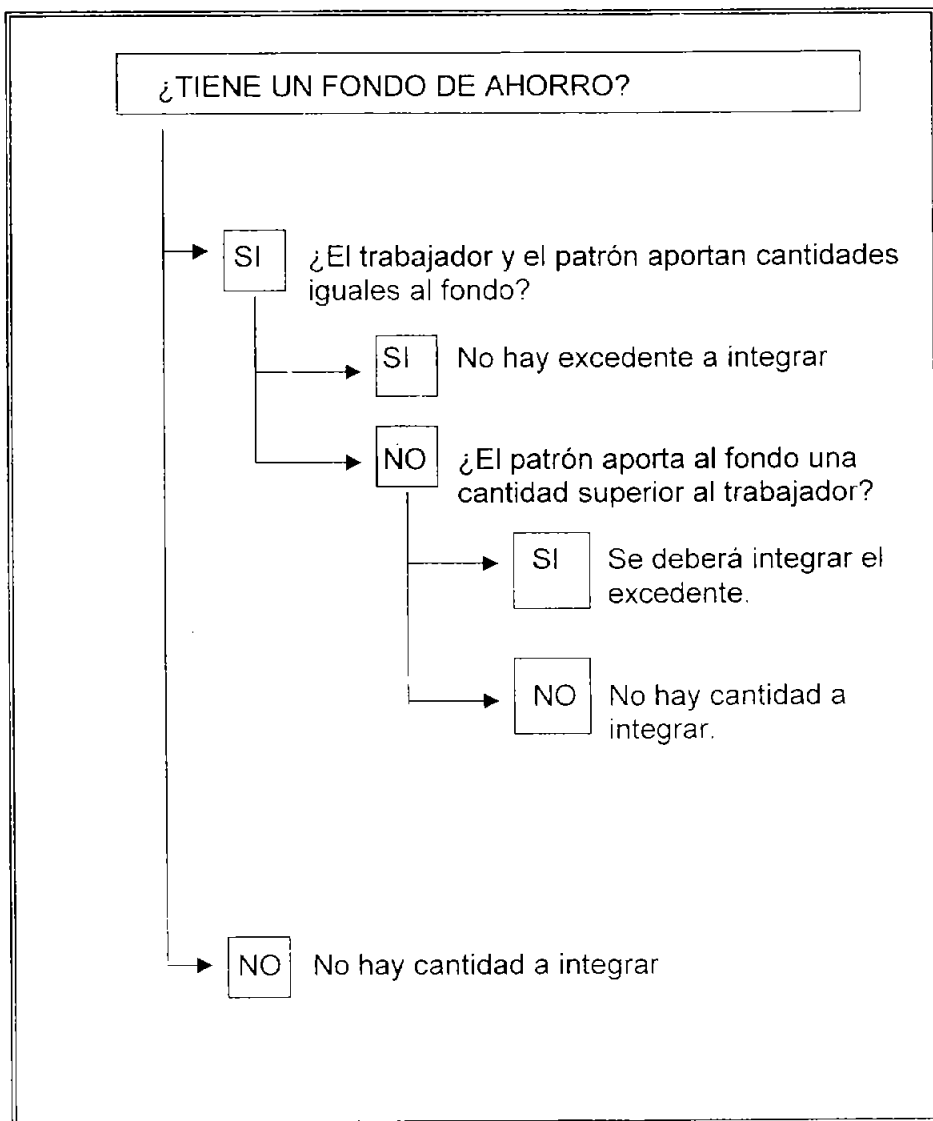 ¿TIENE UN FONDO DE AHORRO?
SI ¿El trabajador y el patrón aportan cantidades
iguales al fondo?
SI No hay excedente a integrar
NO ¿El patrón aporta al fondo una
cantidad superior al trabajador?
SI Se deberá integrar el
excedente.
NO No hay cantidad a
integrar.
NO No hay cantidad a integrar